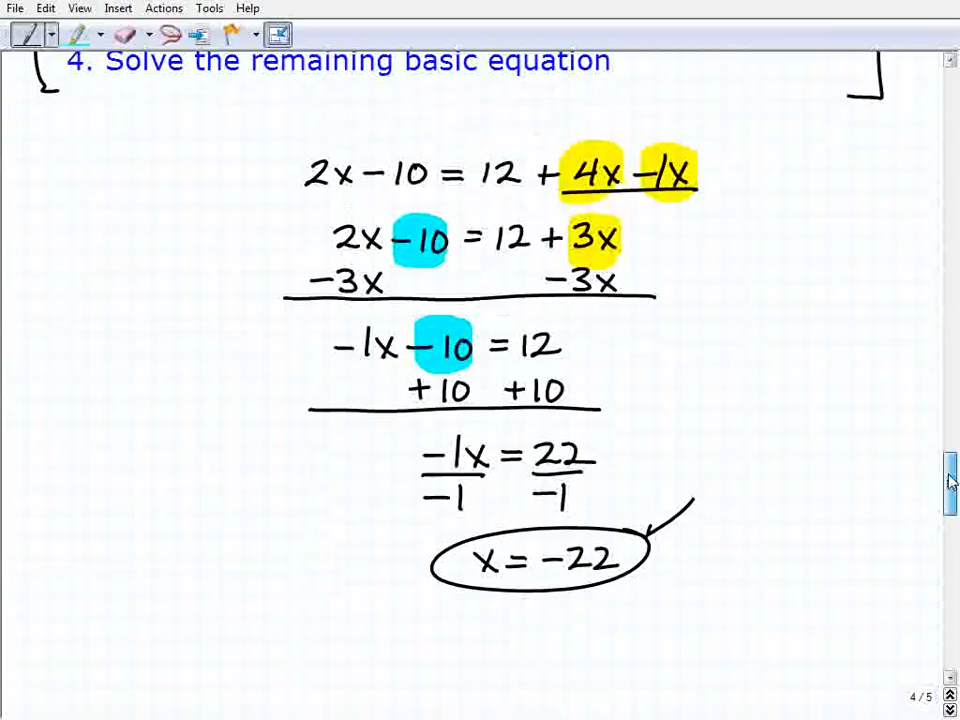 File Edit View Insert Actions Tools Help
4. Solve the remaining basic equation
2x - 10 = 12 + 4x - 1x
2x - 10 = 12 + 3x
-3x -3x
-1x - 10 = 12
+10 +10
-1x = 22
-1 -1
x = -22
4 / 5